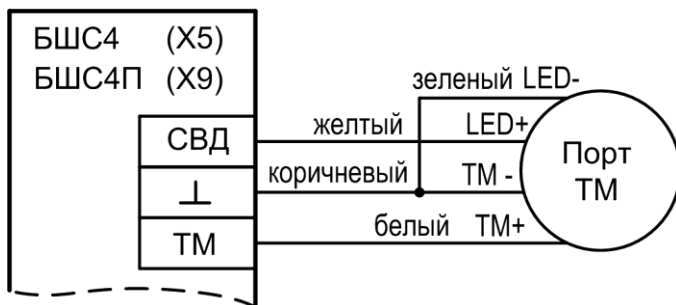 БШС4 (X5)
БШС4П (X9)
зеленый LED-
СВД желтый LED+
⊥ коричневый TM -
ТМ белый TM+
Порт
ТМ